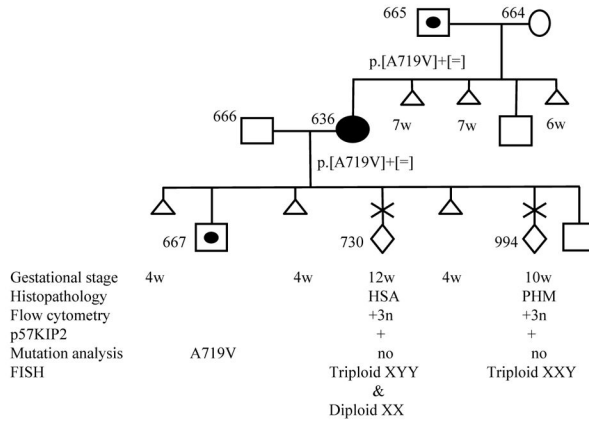 665 664
p.[A719V]+[=]
666 636 7w 7w 6w
p.[A719V]+[=]
667 730 994
Gestational stage 4w 4w 12w 4w 10w
Histopathology HSA PHM
Flow cytometry +3n +3n
p57KIP2 + +
Mutation analysis A719V no no
FISH Triploid XYY Triploid XXY
&
Diploid XX